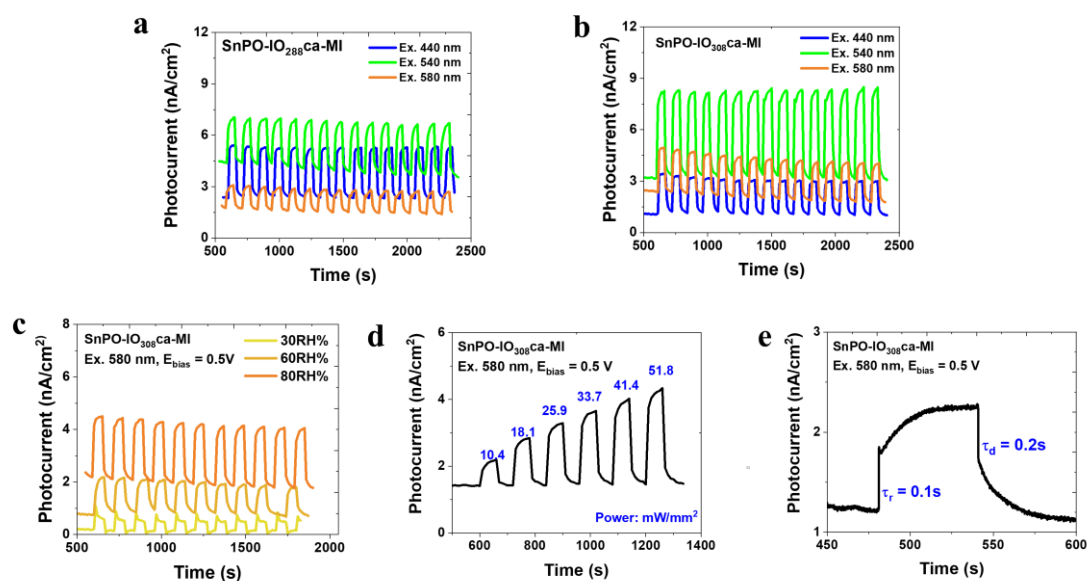 a
SnPO-IO₂₈₈ca-MI
Ex. 440 nm
Ex. 540 nm
Ex. 580 nm
Photocurrent (nA/cm²)
12
9
6
3
0
500 1000 1500 2000 2500
Time (s)
b
SnPO-IO₃₀₈ca-MI
Ex. 440 nm
Ex. 540 nm
Ex. 580 nm
Photocurrent (nA/cm²)
12
9
6
3
0
500 1000 1500 2000 2500
Time (s)
c
SnPO-IO₃₀₈ca-MI
Ex. 580 nm, E_bias = 0.5V
30RH%
60RH%
80RH%
Photocurrent (nA/cm²)
8
6
4
2
0
500 1000 1500 2000
Time (s)
d
SnPO-IO₃₀₈ca-MI
Ex. 580 nm, E_bias = 0.5 V
10.4
18.1
25.9
33.7
41.4
51.8
Power: mW/mm²
Photocurrent (nA/cm²)
6
4
2
0
600 800 1000 1200 1400
Time (s)
e
SnPO-IO₃₀₈ca-MI
Ex. 580 nm, E_bias = 0.5 V
τ_r = 0.1s
τ_d = 0.2s
Photocurrent (nA/cm²)
3
2
1
450 500 550 600
Time (s)